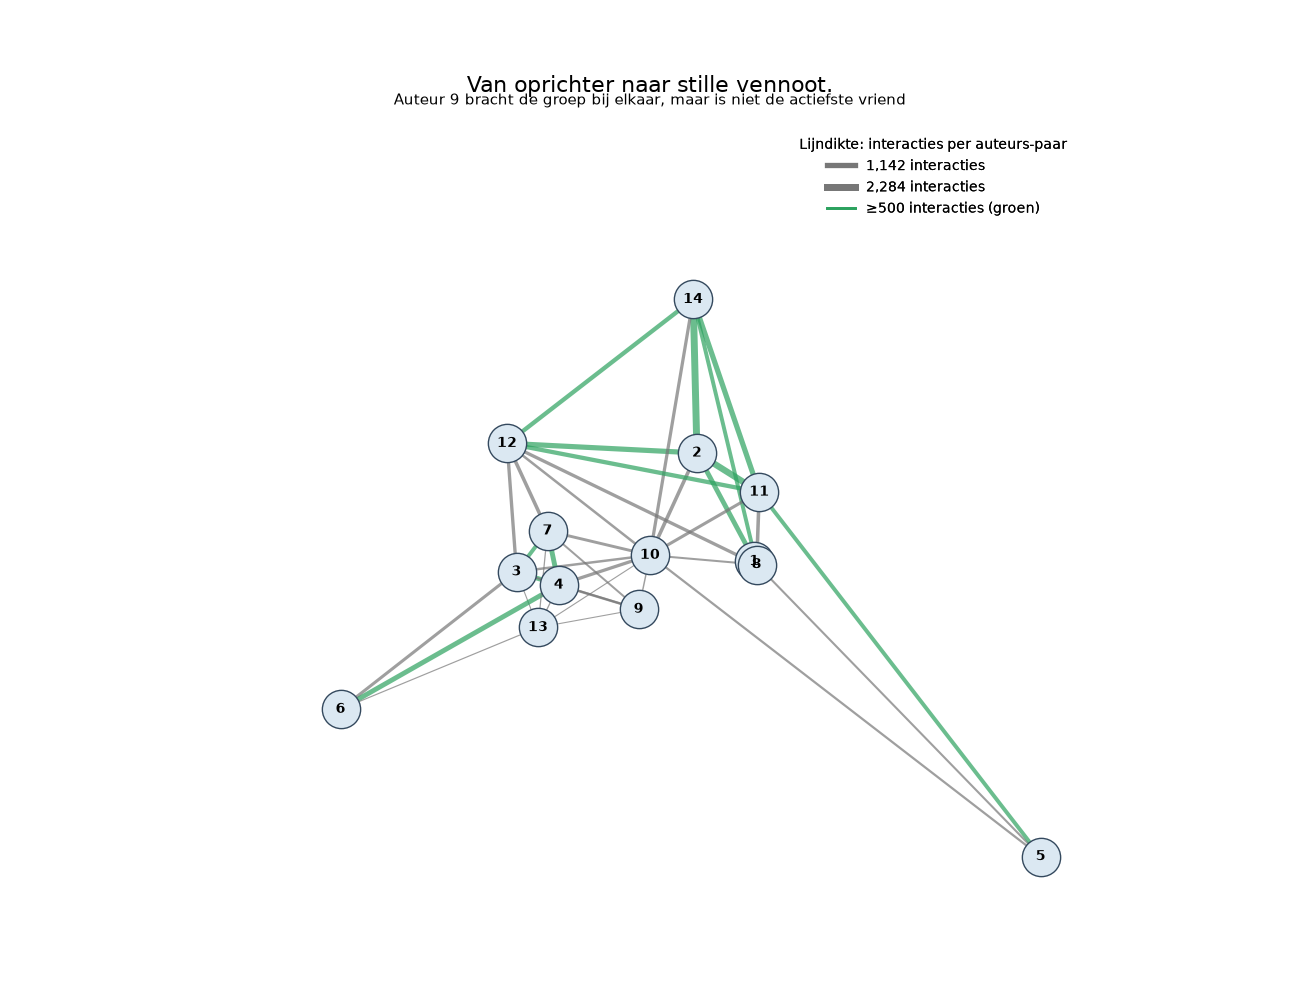 Van oprichter naar stille vennoot.
Auteur 9 bracht de groep bij elkaar, maar is niet de actiefste vriend
Lijndikte: interacties per auteurs-paar
1,142 interacties
2,284 interacties
≥500 interacties (groen)
14
12
2
11
7
10
1
8
3
4
9
13
6
5